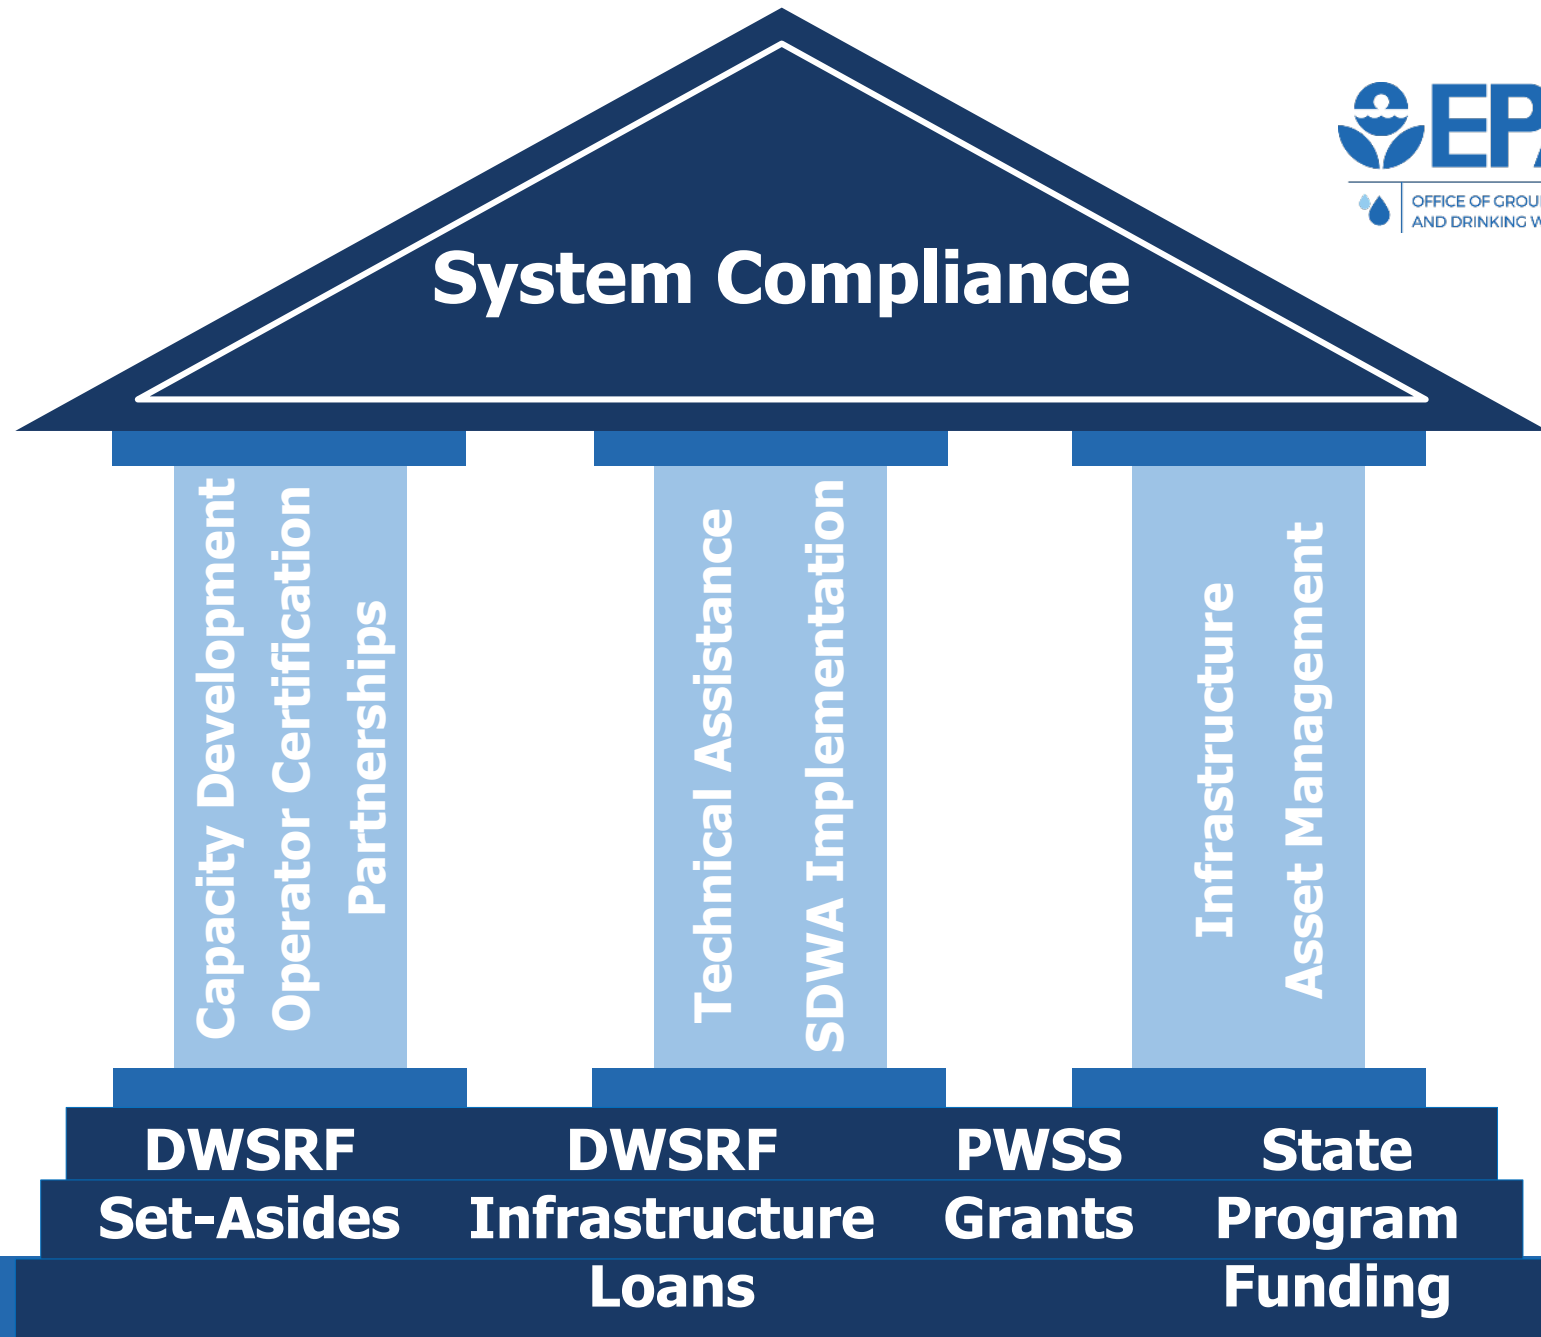 EPA
OFFICE OF GROU
AND DRINKING W
System Compliance
Capacity Development
Operator Certification
Partnerships
Technical Assistance
SDWA Implementation
Infrastructure
Asset Management
DWSRF
Set-Asides
DWSRF
Infrastructure
Loans
PWSS
Grants
State
Program
Funding